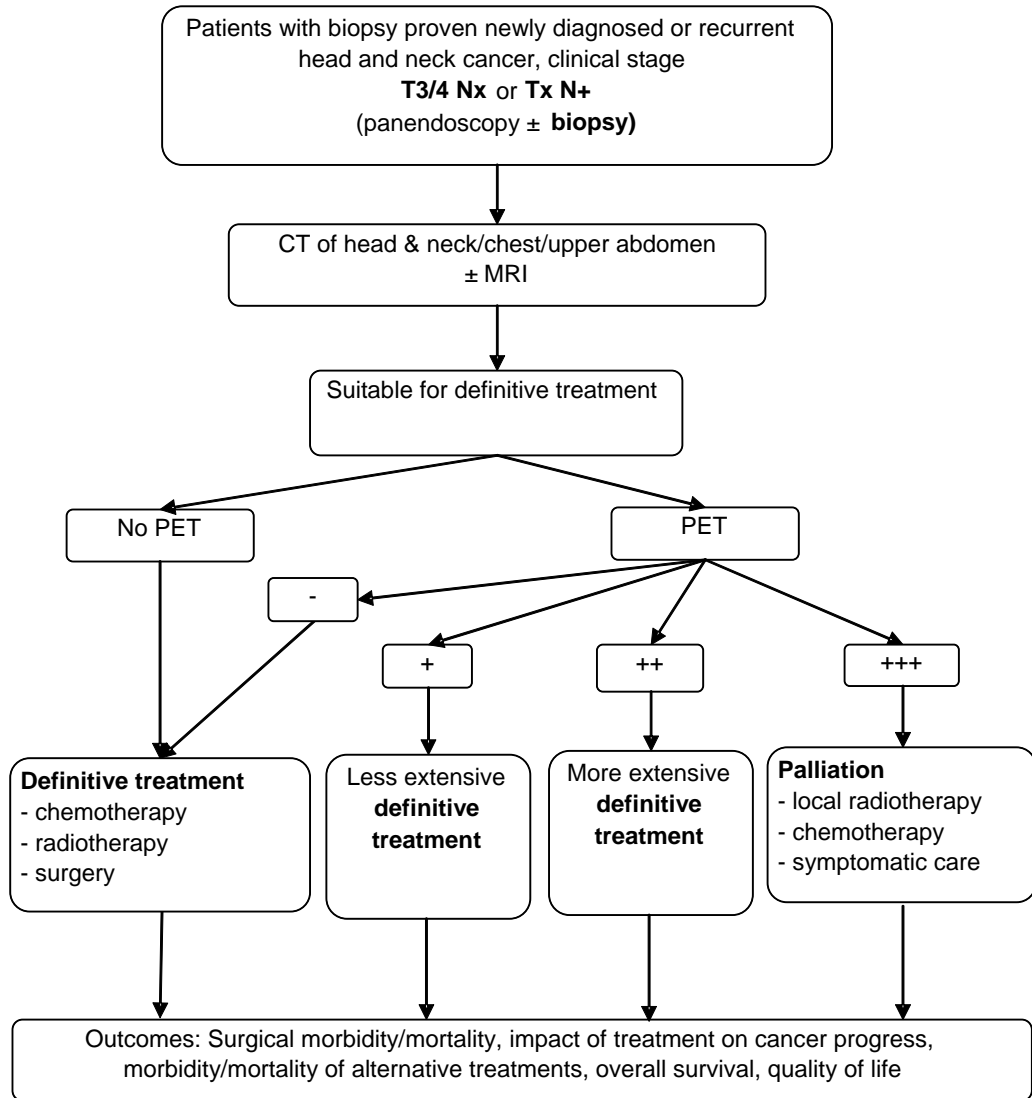 Patients with biopsy proven newly diagnosed or recurrent
head and neck cancer, clinical stage
T3/4 Nx or Tx N+
(panendoscopy ± biopsy)
CT of head & neck/chest/upper abdomen
± MRI
Suitable for definitive treatment
No PET
PET
-
+
++
+++
Definitive treatment
- chemotherapy
- radiotherapy
- surgery
Less extensive
definitive
treatment
More extensive
definitive
treatment
Palliation
- local radiotherapy
- chemotherapy
- symptomatic care
Outcomes: Surgical morbidity/mortality, impact of treatment on cancer progress,
morbidity/mortality of alternative treatments, overall survival, quality of life